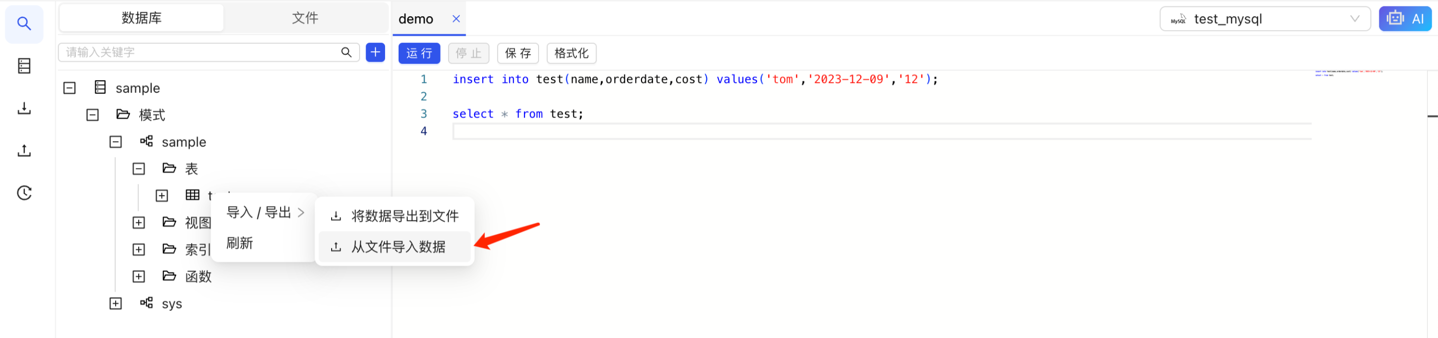 数据库
文件
demo
test_mysql
AI
请输入关键字
运 行
停 止
保 存
格式化
1 insert into test(name,orderdate,cost) values('tom','2023-12-09','12');
2
3 select * from test;
4
sample
模式
sample
表
导入 / 导出
将数据导出到文件
视图
刷新
从文件导入数据
索引
函数
sys